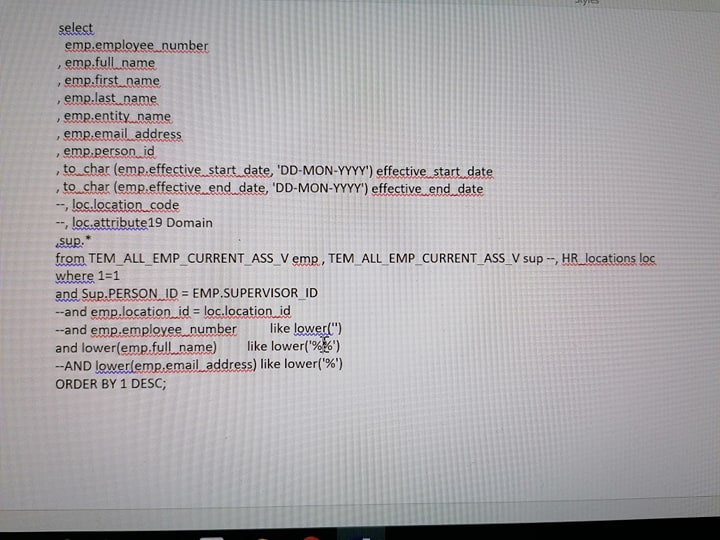 select
emp.employee_number
, emp.full_name
, emp.first_name
, emp.last_name
, emp.entity_name
, emp.email_address
, emp.person_id
, to_char (emp.effective_start_date, 'DD-MON-YYYY') effective_start_date
, to_char (emp.effective_end_date, 'DD-MON-YYYY') effective_end_date
--, loc.location_code
--, loc.attribute19 Domain
,sup.*
from TEM_ALL_EMP_CURRENT_ASS_V emp , TEM_ALL_EMP_CURRENT_ASS_V sup --, HR_locations loc
where 1=1
and Sup.PERSON_ID = EMP.SUPERVISOR_ID
--and emp.location_id = loc.location_id
--and emp.employee_number like lower('')
and lower(emp.full_name) like lower('%%')
--AND lower(emp.email_address) like lower('%')
ORDER BY 1 DESC;